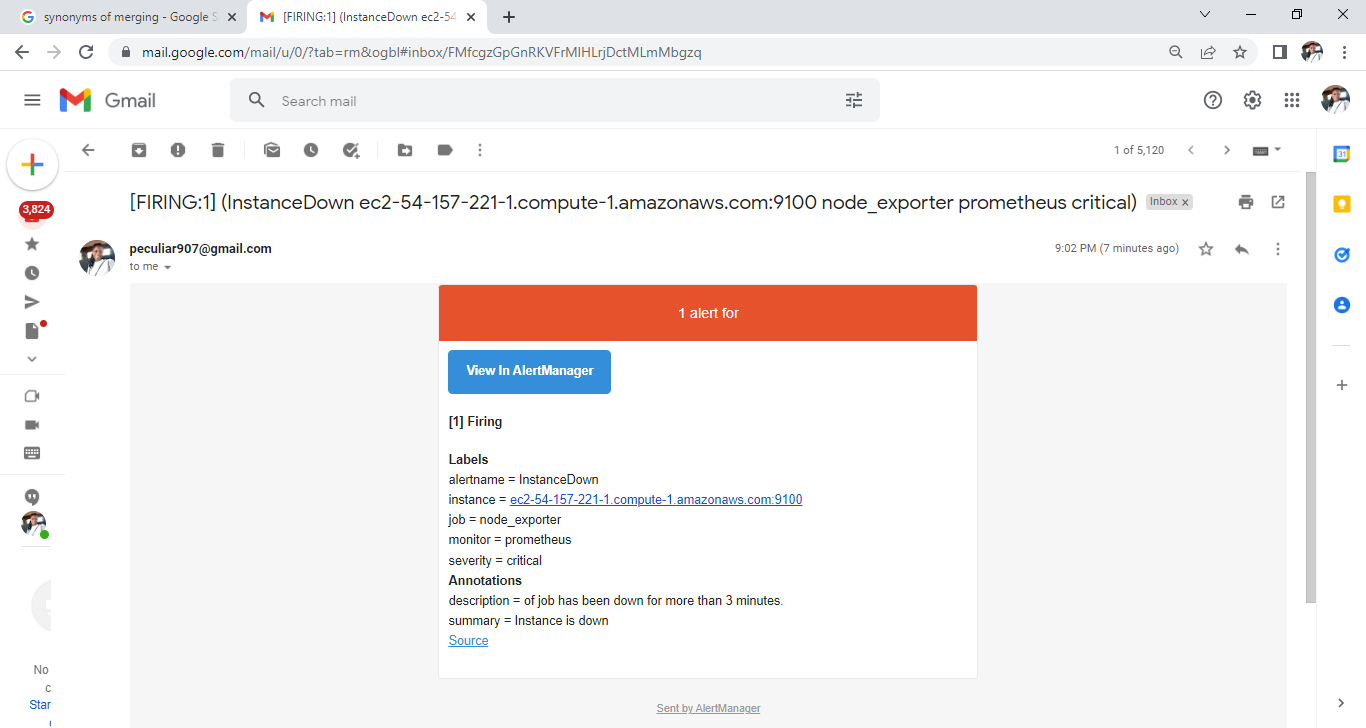 synonyms of merging - Google S
[FIRING:1] (InstanceDown ec2-54
mail.google.com/mail/u/0/?tab=rm&ogbl#inbox/FMfcgzGpGnRKVFrMIHLrjDctMLmMbgzq
Gmail
Search mail
1 of 5,120
31
3,824
[FIRING:1] (InstanceDown ec2-54-157-221-1.compute-1.amazonaws.com:9100 node_exporter prometheus critical)
Inbox x
peculiar907@gmail.com
9:02 PM (7 minutes ago)
to me
1 alert for
View In AlertManager
[1] Firing
Labels
alertname = InstanceDown
instance = ec2-54-157-221-1.compute-1.amazonaws.com:9100
job = node_exporter
monitor = prometheus
severity = critical
Annotations
description = of job has been down for more than 3 minutes.
summary = Instance is down
Source
Sent by AlertManager
No
c
Star